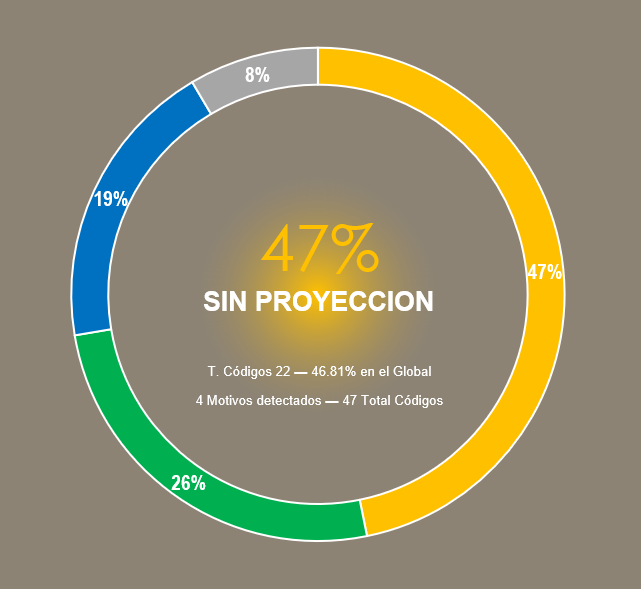 8%
19%
47%
47%
SIN PROYECCION
T. Códigos 22 — 46.81% en el Global
4 Motivos detectados — 47 Total Códigos
26%